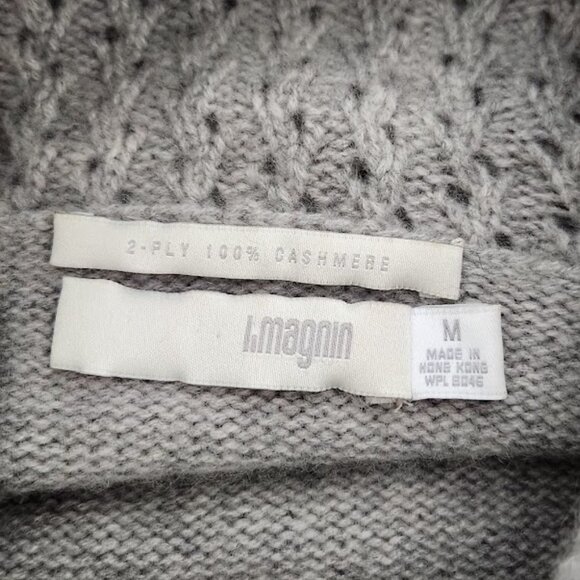 2-PLY 100% CASHMERE
I.magnin
M
MADE IN
HONG KONG
WPL 8046